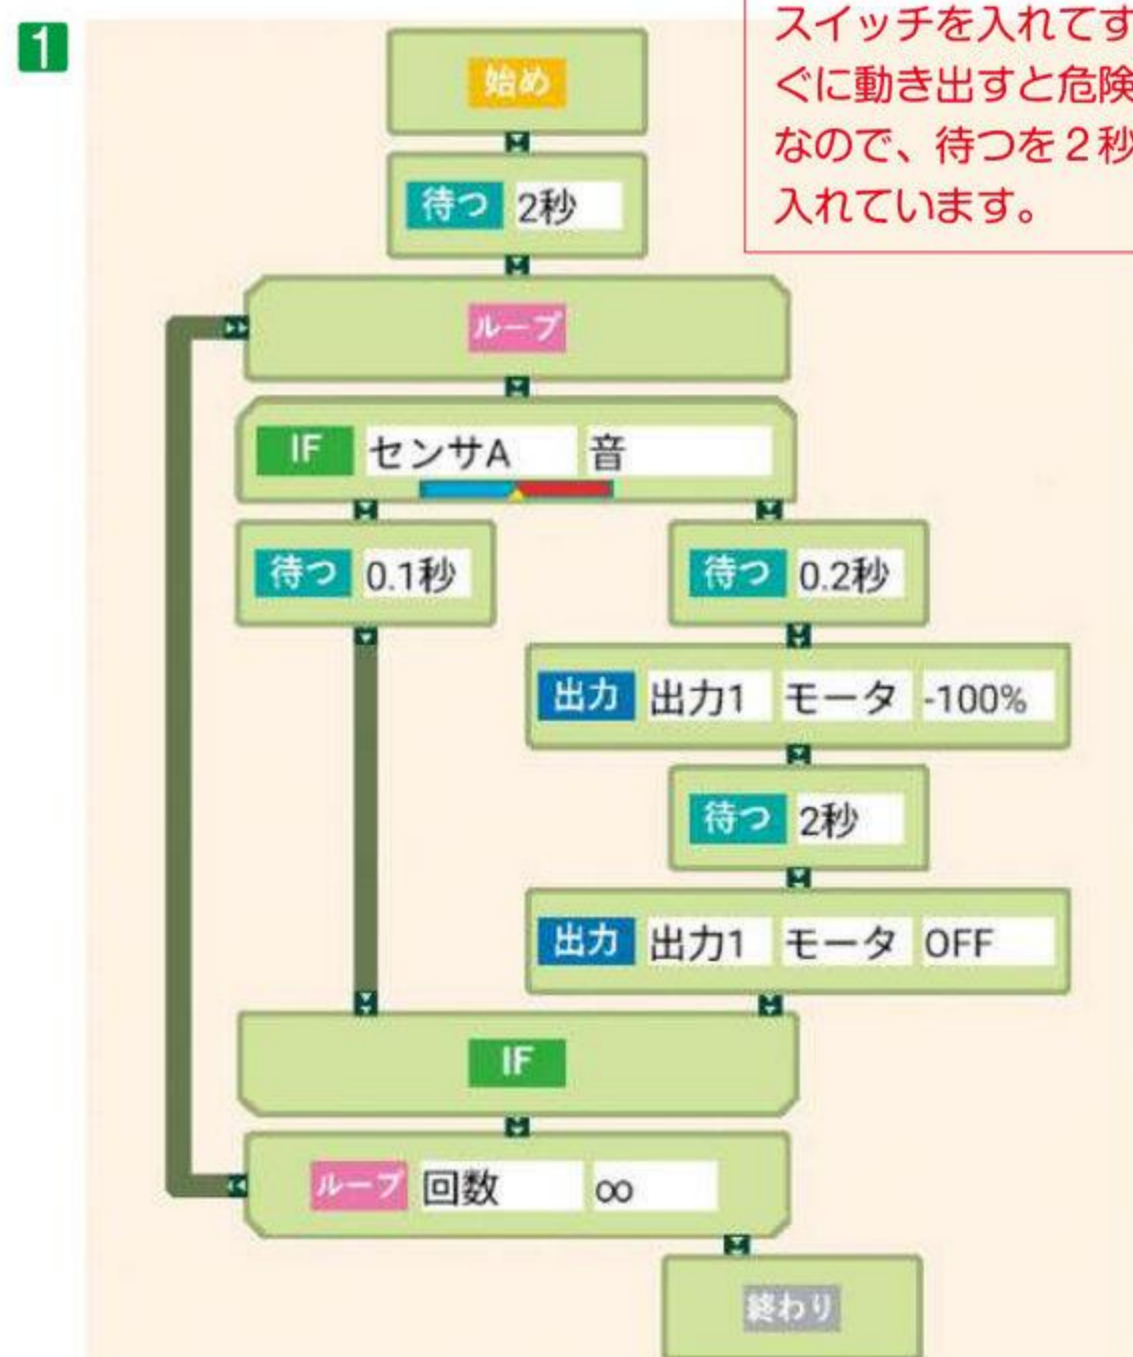 1
スイッチを入れてす
ぐに動き出すと危険
なので、待つを2秒
入れています。
始め
待つ 2秒
ループ
IF センサA 音
待つ 0.1秒
待つ 0.2秒
出力 出力1 モータ -100%
待つ 2秒
出力 出力1 モータ OFF
IF
ループ 回数 ∞
終わり